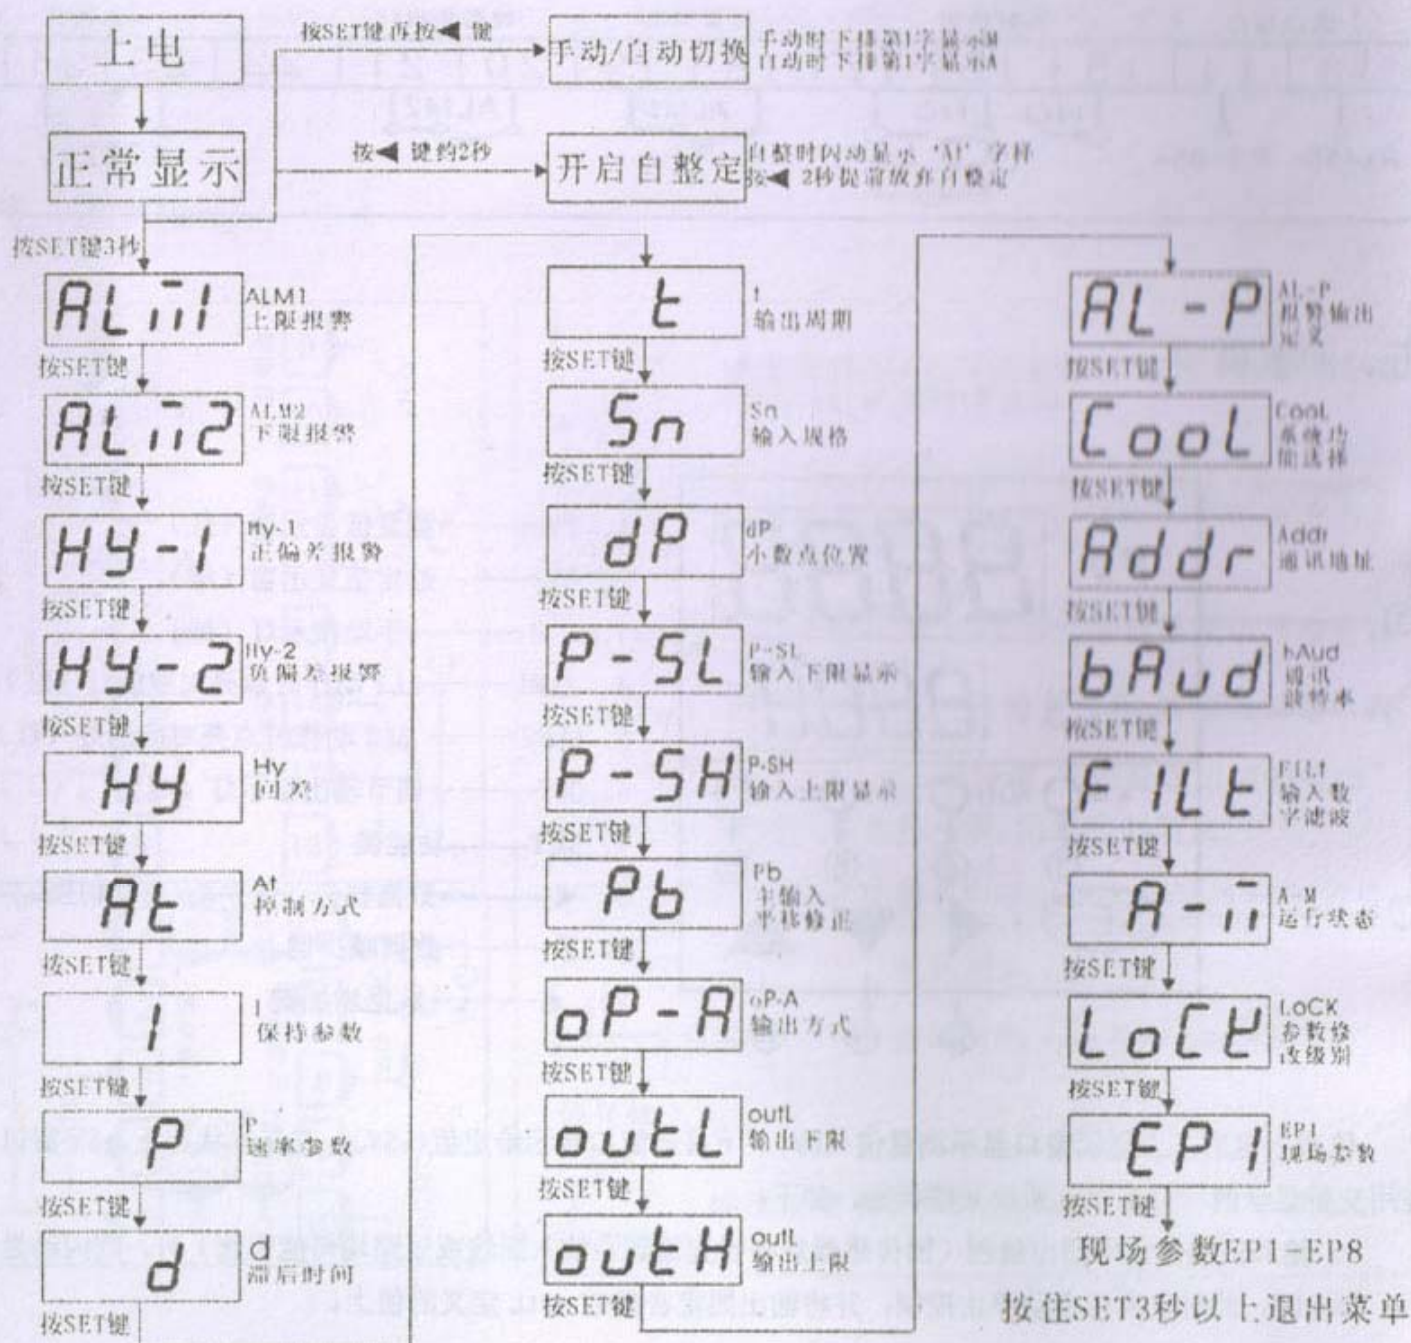 上电
按SET键再按◀ 键
手动/自动切换
手动时下排第1字显示M
自动时下排第1字显示A
正常显示
按◀ 键约2秒
开启自整定
自整时闪动显示 'At' 字样
按◀ 2秒提前放弃自整定
按SET键3秒
ALM1
ALM1
上限报警
按SET键
ALM2
ALM2
下限报警
按SET键
HY-1
Hy-1
正偏差报警
按SET键
HY-2
Hy-2
负偏差报警
按SET键
HY
Hy
回差
按SET键
At
At
控制方式
按SET键
I
I
保持参数
按SET键
P
P
速率参数
按SET键
d
d
滞后时间
按SET键
t
t
输出周期
按SET键
Sn
Sn
输入规格
按SET键
dP
dP
小数点位置
按SET键
P-SL
P-SL
输入下限显示
按SET键
P-SH
P-SH
输入上限显示
按SET键
Pb
Pb
主输入
平移修正
按SET键
oP-A
oP-A
输出方式
按SET键
outL
outL
输出下限
按SET键
outH
输出上限
按SET键
AL-P
AL-P
报警输出
定义
按SET键
CooL
CooL
系统功
能选择
按SET键
Addr
Addr
通讯地址
按SET键
bAud
bAud
通讯
波特率
按SET键
FILt
FILt
输入数
字滤波
按SET键
A-M
A-M
运行状态
按SET键
LoCK
LoCK
参数修
改级别
按SET键
EP1
EP1
现场参数
按SET键
现场参数EP1-EP8
按住SET3秒以上退出菜单